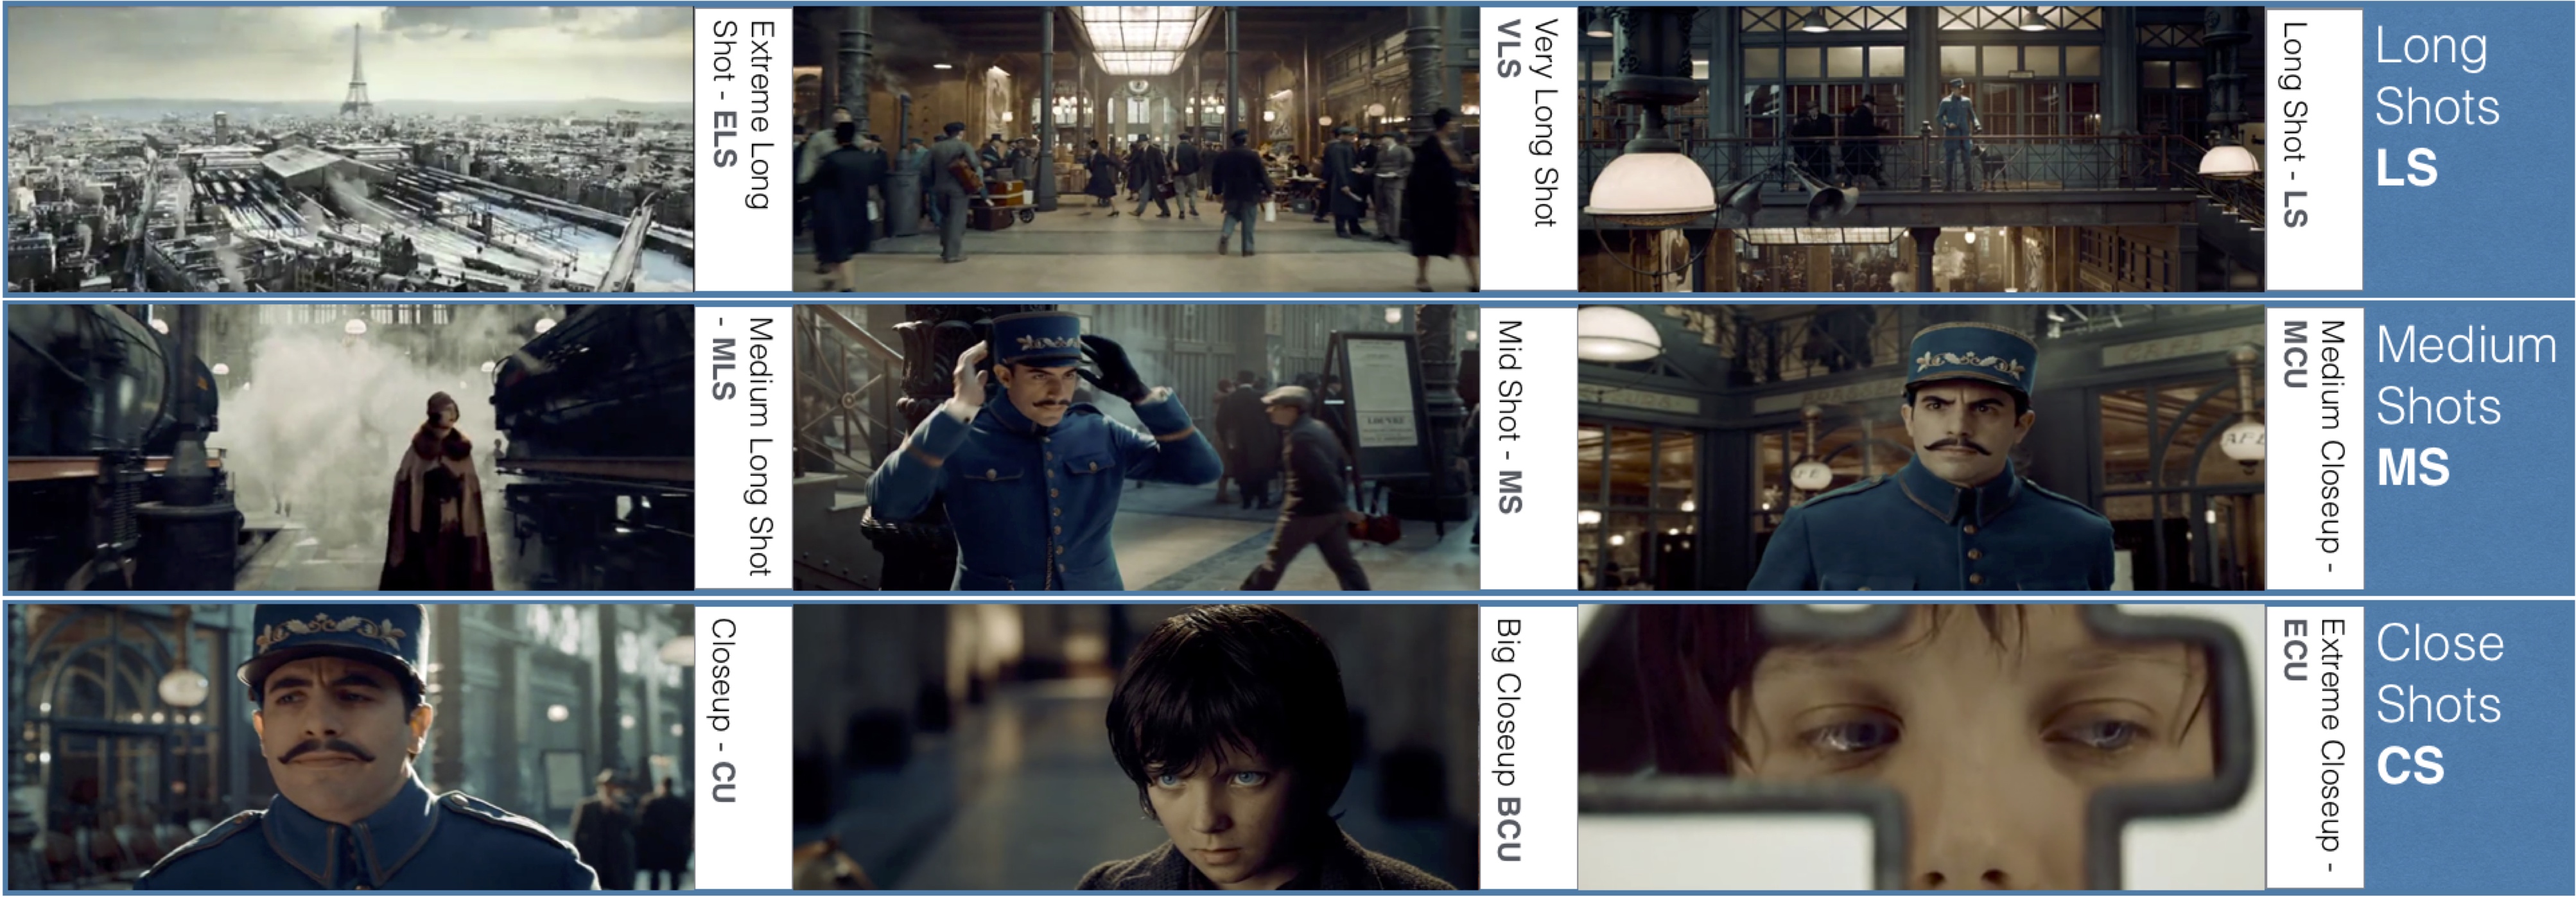 Extreme Long
Shot - ELS
Very Long Shot
VLS
Long Shot - LS
Long
Shots
LS
Medium Long Shot
- MLS
LOUVRE
Mid Shot - MS
Medium Closeup -
MCU
Medium
Shots
MS
Closeup - CU
Big Closeup BCU
Extreme Closeup -
ECU
Close
Shots
CS